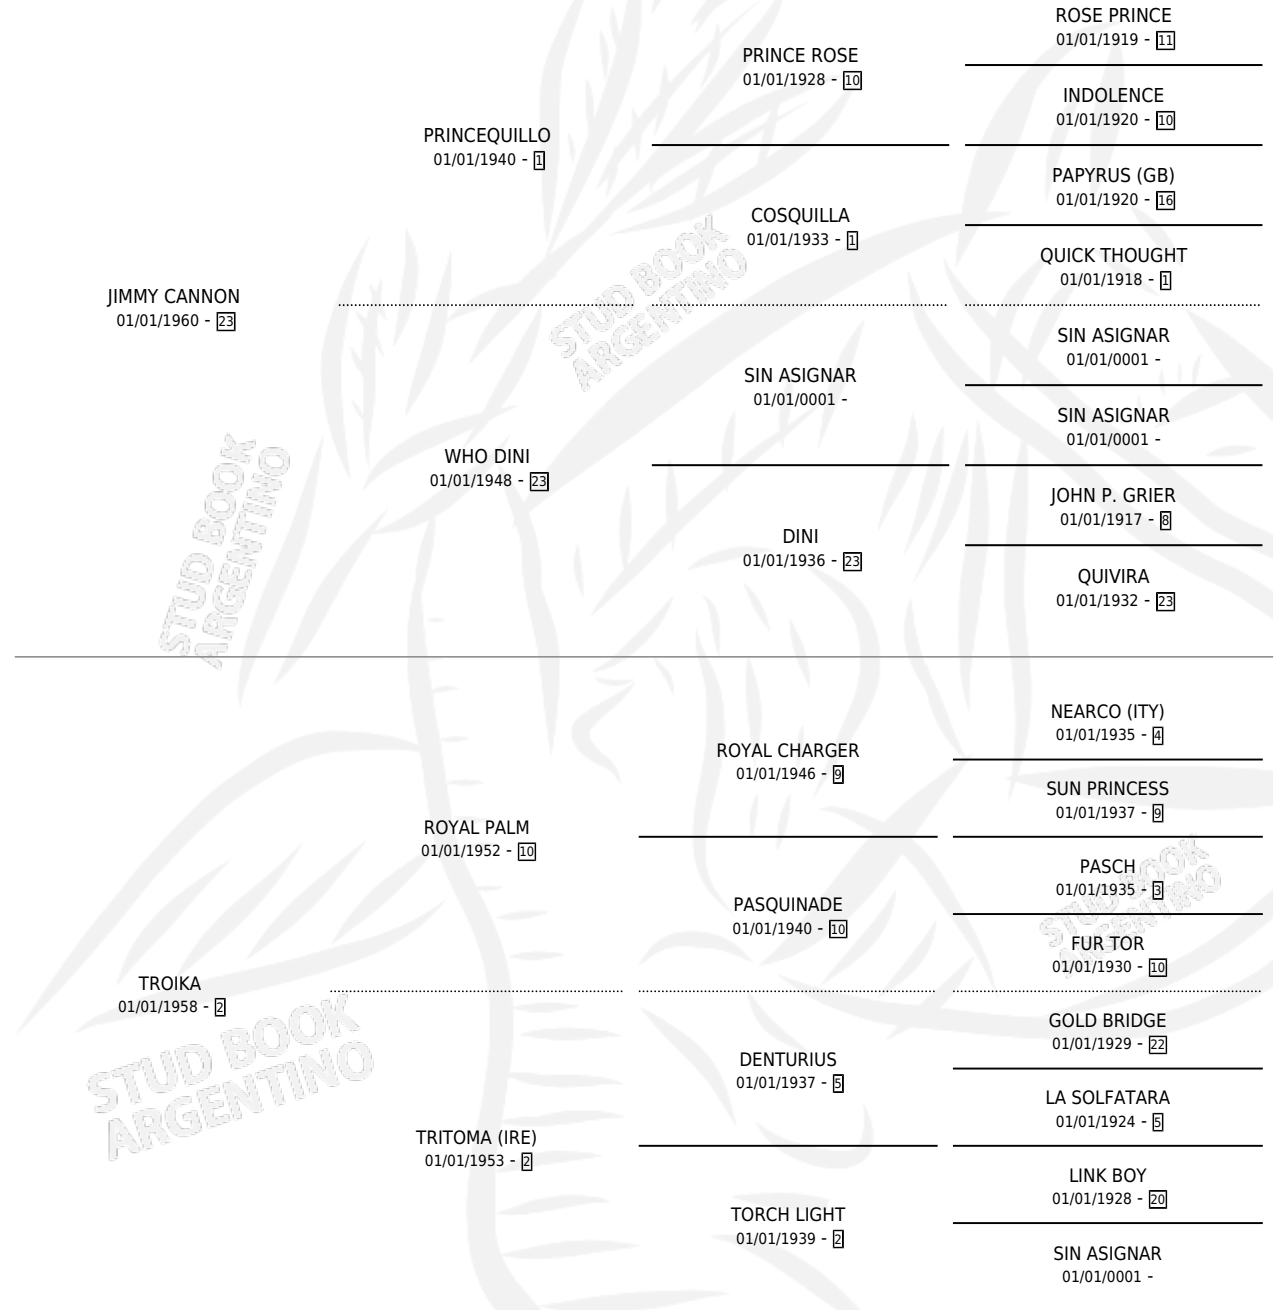 ROSE PRINCE
01/01/1919 - 11
PRINCE ROSE
01/01/1928 - 10
INDOLENCE
01/01/1920 - 10
PRINCEQUILLO
01/01/1940 - 1
PAPYRUS (GB)
01/01/1920 - 16
COSQUILLA
01/01/1933 - 1
QUICK THOUGHT
01/01/1918 - 1
JIMMY CANNON
01/01/1960 - 23
STUD BOOK
ARGENTINO
SIN ASIGNAR
01/01/0001 -
SIN ASIGNAR
01/01/0001 -
SIN ASIGNAR
01/01/0001 -
WHO DINI
01/01/1948 - 23
JOHN P. GRIER
01/01/1917 - 8
DINI
01/01/1936 - 23
QUIVIRA
01/01/1932 - 23
STUD BOOK
ARGENTINO
NEARCO (ITY)
01/01/1935 - 4
ROYAL CHARGER
01/01/1946 - 9
SUN PRINCESS
01/01/1937 - 9
ROYAL PALM
01/01/1952 - 10
PASCH
01/01/1935 - 3
PASQUINADE
01/01/1940 - 10
STUD BOOK
ARGENTINO
FUR TOR
01/01/1930 - 10
TROIKA
01/01/1958 - 2
GOLD BRIDGE
01/01/1929 - 22
STUD BOOK
ARGENTINO
DENTURIUS
01/01/1937 - 5
LA SOLFATARA
01/01/1924 - 5
TRITOMA (IRE)
01/01/1953 - 2
LINK BOY
01/01/1928 - 20
TORCH LIGHT
01/01/1939 - 2
SIN ASIGNAR
01/01/0001 -